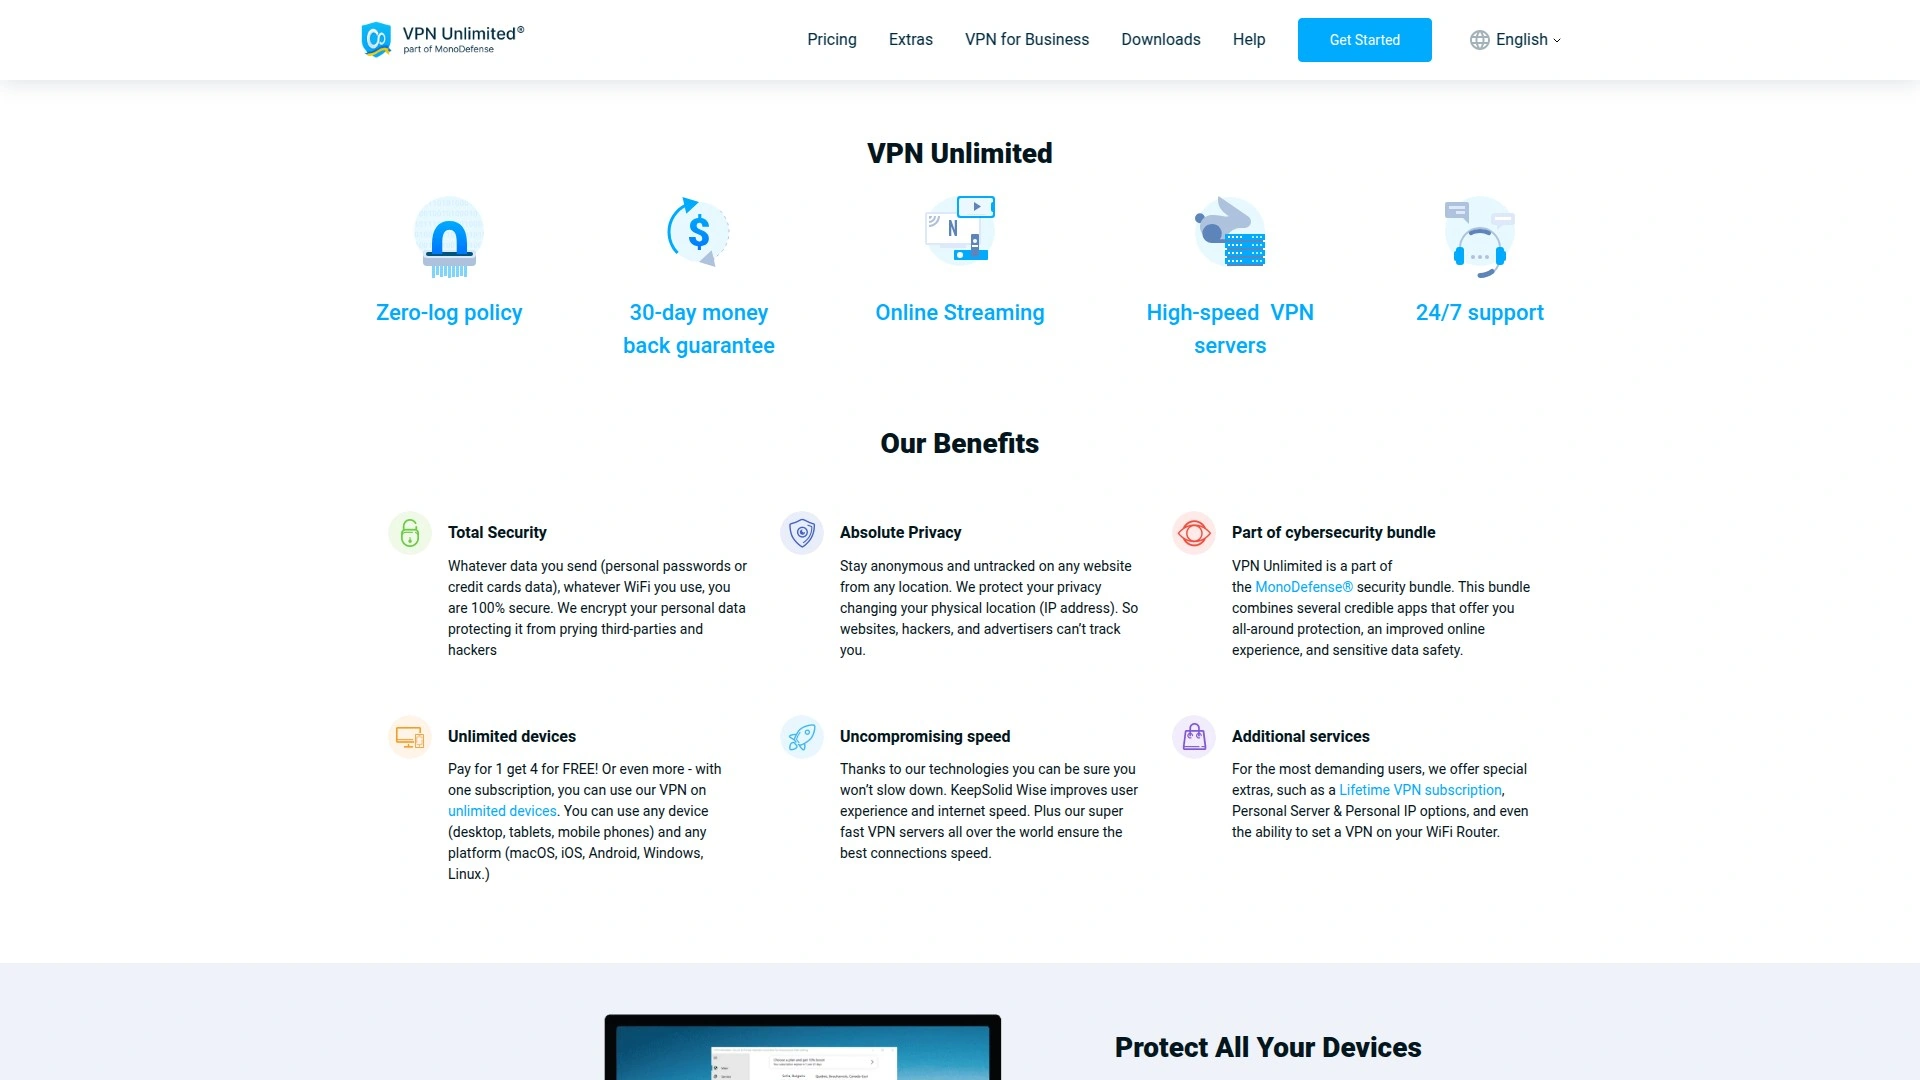 VPN Unlimited®
part of MonoDefense
Pricing
Extras
VPN for Business
Downloads
Help
Get Started
English
VPN Unlimited
Zero-log policy
30-day money
back guarantee
Online Streaming
High-speed  VPN
servers
24/7 support
Our Benefits
Total Security
Whatever data you send (personal passwords or
credit cards data), whatever WiFi you use, you
are 100% secure. We encrypt your personal data
protecting it from prying third-parties and
hackers
Absolute Privacy
Stay anonymous and untracked on any website
from any location. We protect your privacy
changing your physical location (IP address). So
websites, hackers, and advertisers can’t track
you.
Part of cybersecurity bundle
VPN Unlimited is a part of
the MonoDefense® security bundle. This bundle
combines several credible apps that offer you
all-around protection, an improved online
experience, and sensitive data safety.
Unlimited devices
Pay for 1 get 4 for FREE! Or even more - with
one subscription, you can use our VPN on
unlimited devices. You can use any device
(desktop, tablets, mobile phones) and any
platform (macOS, iOS, Android, Windows,
Linux.)
Uncompromising speed
Thanks to our technologies you can be sure you
won’t slow down. KeepSolid Wise improves user
experience and internet speed. Plus our super
fast VPN servers all over the world ensure the
best connections speed.
Additional services
For the most demanding users, we offer special
extras, such as a Lifetime VPN subscription,
Personal Server & Personal IP options, and even
the ability to set a VPN on your WiFi Router.
Protect All Your Devices